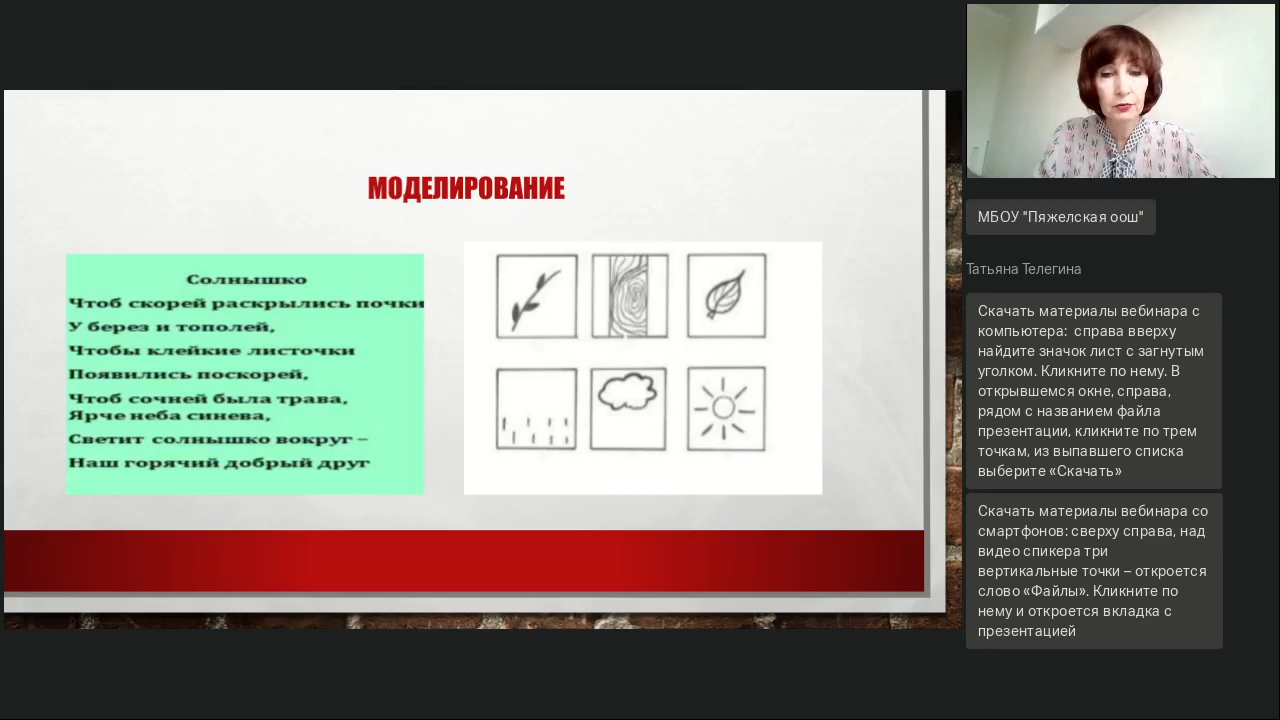 МОДЕЛИРОВАНИЕ
Солнышко
Чтоб скорей раскрылись почки
У берез и тополей,
Чтобы клейкие листочки
Появились поскорей,
Чтоб сочней была трава,
Ярче неба синева,
Светит солнышко вокруг –
Наш горячий добрый друг
МБОУ "Пяжелская оош"
Татьяна Телегина
Скачать материалы вебинара с
компьютера: справа вверху
найдите значок лист с загнутым
уголком. Кликните по нему. В
открывшемся окне, справа,
рядом с названием файла
презентации, кликните по трем
точкам, из выпавшего списка
выберите «Скачать»
Скачать материалы вебинара со
смартфонов: сверху справа, над
видео спикера три
вертикальные точки – откроется
слово «Файлы». Кликните по
нему и откроется вкладка с
презентацией